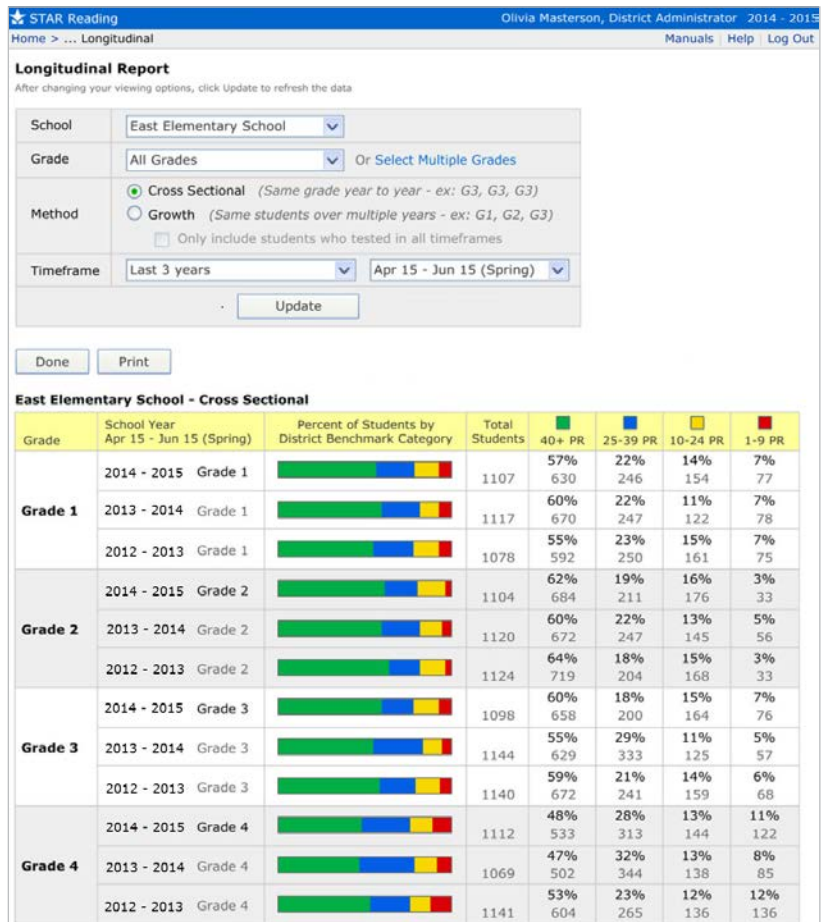 STAR Reading Olivia Masterson, District Administrator 2014 - 2015
Home > ... Longitudinal Manuals Help Log Out
Longitudinal Report
After changing your viewing options, click Update to refresh the data
School East Elementary School
Grade All Grades Or Select Multiple Grades
Method
Cross Sectional (Same grade year to year - ex: G3, G3, G3)
Growth (Same students over multiple years - ex: G1, G2, G3)
Only include students who tested in all timeframes
Timeframe Last 3 years Apr 15 - Jun 15 (Spring)
Update
Done Print
East Elementary School - Cross Sectional
Grade School Year Apr 15 - Jun 15 (Spring) Percent of Students by District Benchmark Category Total Students 40+ PR 25-39 PR 10-24 PR 1-9 PR
Grade 1
2014 - 2015 Grade 1 57% 22% 14% 7%
1107 630 246 154 77
2013 - 2014 Grade 1 60% 22% 11% 7%
1117 670 247 122 78
2012 - 2013 Grade 1 55% 23% 15% 7%
1078 592 250 161 75
Grade 2
2014 - 2015 Grade 2 62% 19% 16% 3%
1104 684 211 176 33
2013 - 2014 Grade 2 60% 22% 13% 5%
1120 672 247 145 56
2012 - 2013 Grade 2 64% 18% 15% 3%
1124 719 204 168 33
Grade 3
2014 - 2015 Grade 3 60% 18% 15% 7%
1098 658 200 164 76
2013 - 2014 Grade 3 55% 29% 11% 5%
1144 629 333 125 57
2012 - 2013 Grade 3 59% 21% 14% 6%
1140 672 241 159 68
Grade 4
2014 - 2015 Grade 4 48% 28% 13% 11%
1112 533 313 144 122
2013 - 2014 Grade 4 47% 32% 13% 8%
1069 502 344 138 85
2012 - 2013 Grade 4 53% 23% 12% 12%
1141 604 265 136 136